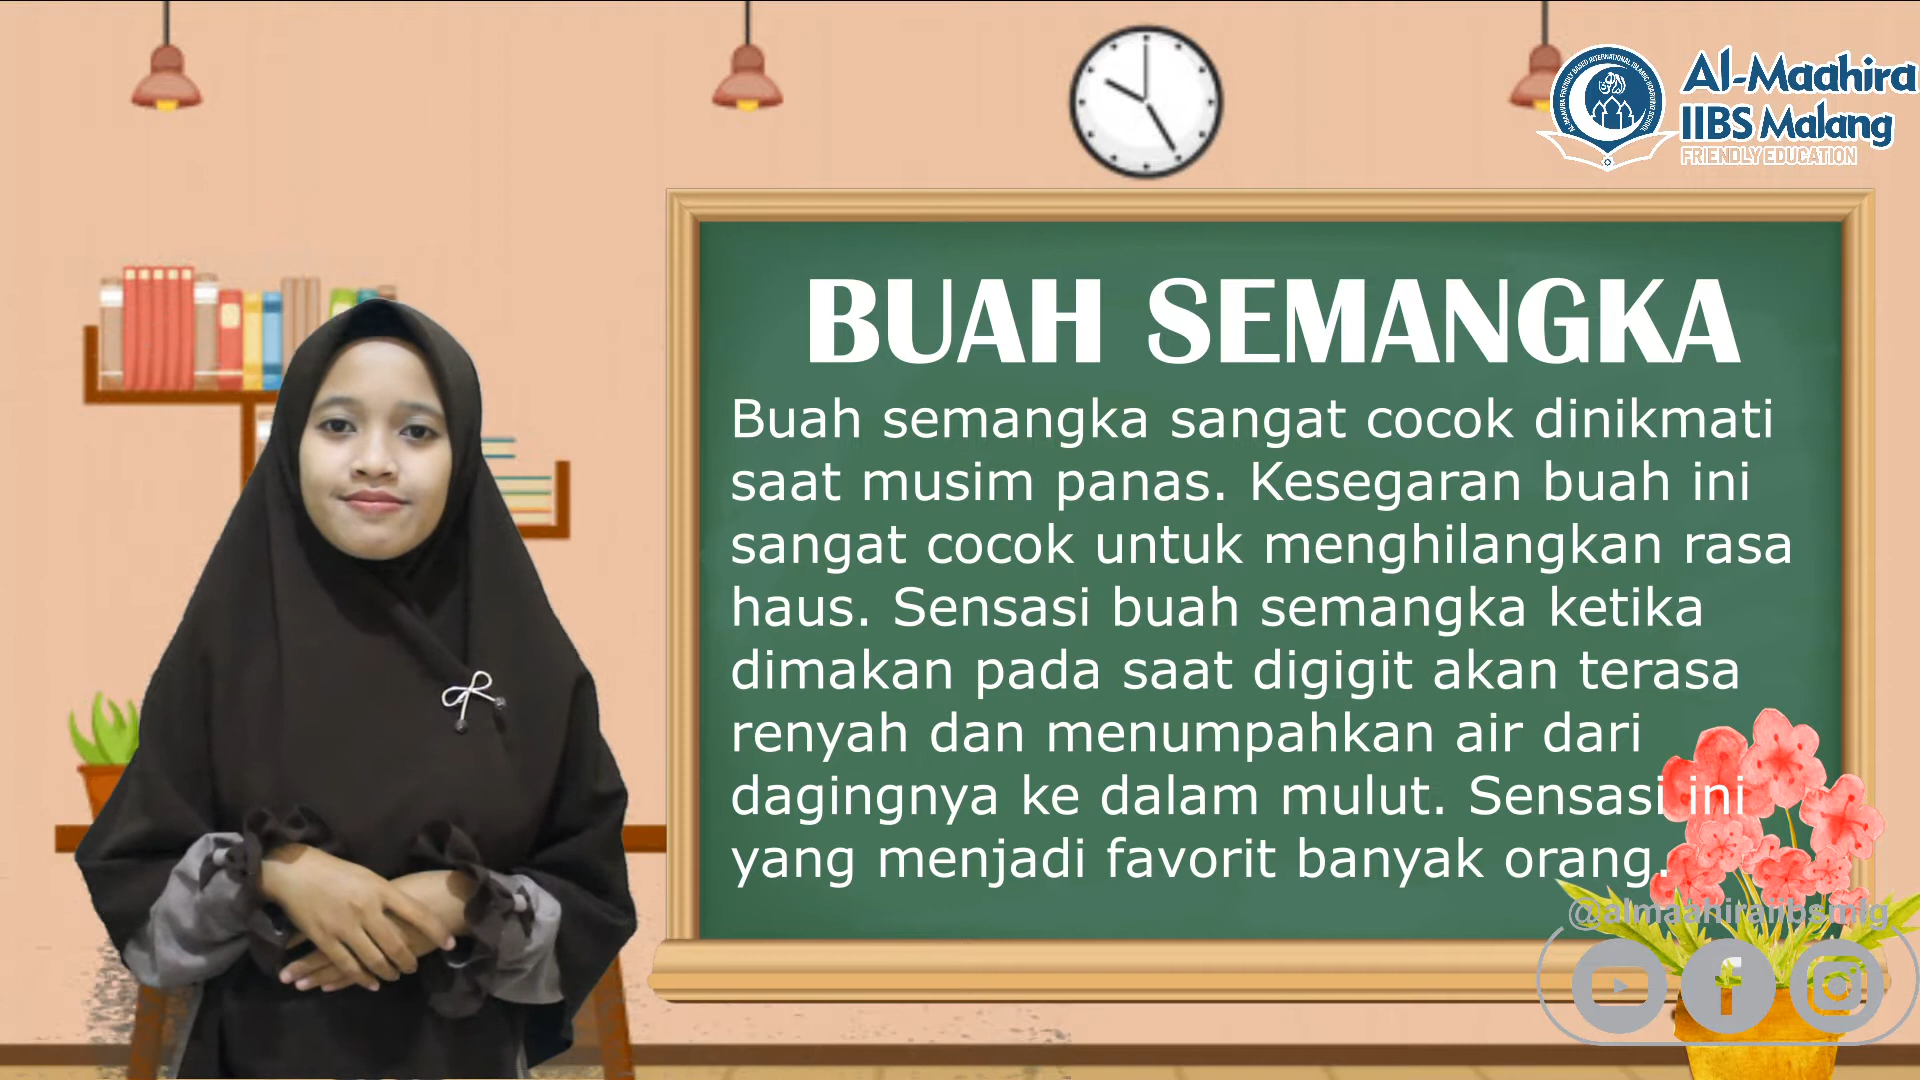 Al-Maahira
IIBS Malang
FRIENDLY EDUCATION
BUAH SEMANGKA
Buah semangka sangat cocok dinikmati
saat musim panas. Kesegaran buah ini
sangat cocok untuk menghilangkan rasa
haus. Sensasi buah semangka ketika
dimakan pada saat digigit akan terasa
renyah dan menumpahkan air dari
dagingnya ke dalam mulut. Sensasi ini
yang menjadi favorit banyak orang.
@almaahiraiibsmlg